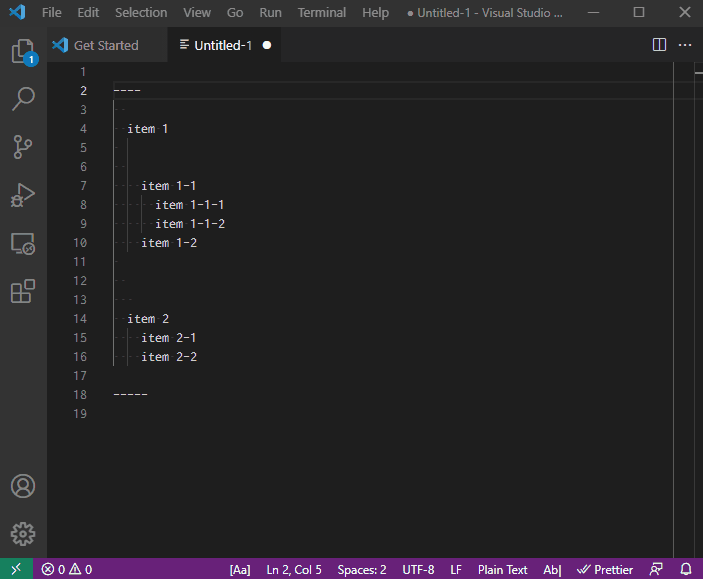 File Edit Selection View Go Run Terminal Help ● Untitled-1 - Visual Studio ...
Get Started Untitled-1 ●
1
1
2 ----
3
4 item 1
5
6
7 item 1-1
8 item 1-1-1
9 item 1-1-2
10 item 1-2
11
12
13
14 item 2
15 item 2-1
16 item 2-2
17
18 -----
19
0 0 [Aa] Ln 2, Col 5 Spaces: 2 UTF-8 LF Plain Text Ab| Prettier